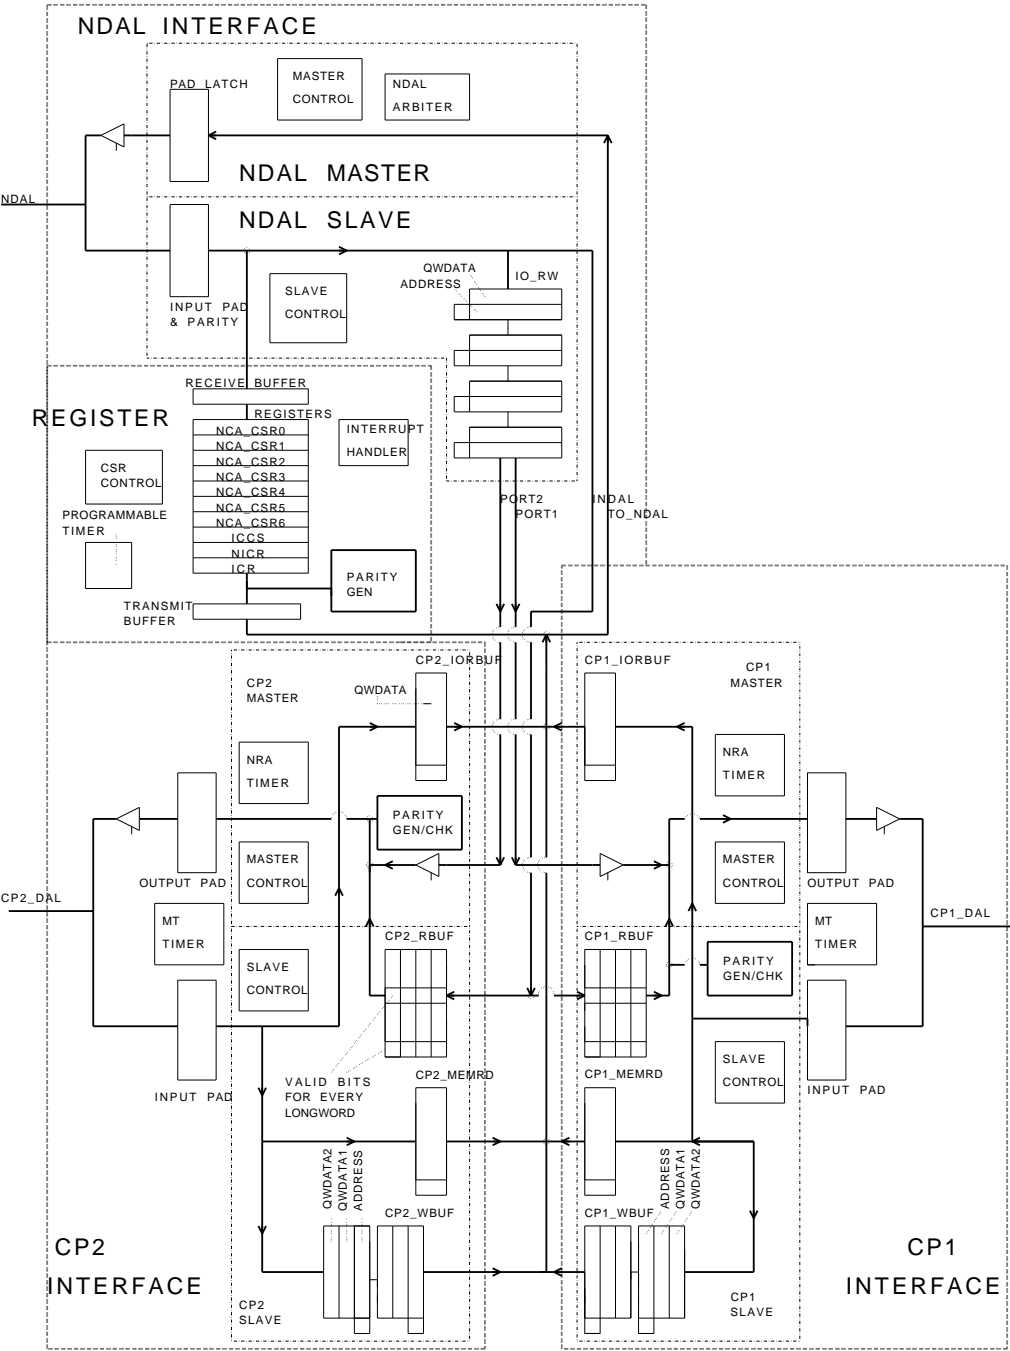 NDAL INTERFACE
MASTER
CONTROL
NDAL
ARBITER
PAD LATCH
NDAL MASTER
NDAL
NDAL SLAVE
QWDATA
ADDRESS
IO_RW
SLAVE
CONTROL
INPUT PAD
& PARITY
RECEIVE BUFFER
REGISTER
REGISTERS
NCA_CSR0
NCA_CSR1
NCA_CSR2
NCA_CSR3
NCA_CSR4
NCA_CSR5
NCA_CSR6
ICCS
NICR
ICR
INTERRUPT
HANDLER
CSR
CONTROL
PROGRAMMABLE
TIMER
PORT2
PORT1
INDAL
TO_NDAL
PARITY
GEN
TRANSMIT
BUFFER
CP2
MASTER
CP2_IORBUF
QWDATA
CP1_IORBUF
CP1
MASTER
NRA
TIMER
NRA
TIMER
PARITY
GEN/CHK
MASTER
CONTROL
MASTER
CONTROL
OUTPUT PAD
OUTPUT PAD
CP2_DAL
CP1_DAL
MT
TIMER
MT
TIMER
CP2_RBUF
CP1_RBUF
SLAVE
CONTROL
PARITY
GEN/CHK
SLAVE
CONTROL
INPUT PAD
INPUT PAD
VALID BITS
FOR EVERY
LONGWORD
CP2_MEMRD
CP1_MEMRD
QWDATA2
QWDATA1
ADDRESS
ADDRESS
QWDATA1
QWDATA2
CP2_WBUF
CP1_WBUF
CP2
INTERFACE
CP1
INTERFACE
CP2
SLAVE
CP1
SLAVE